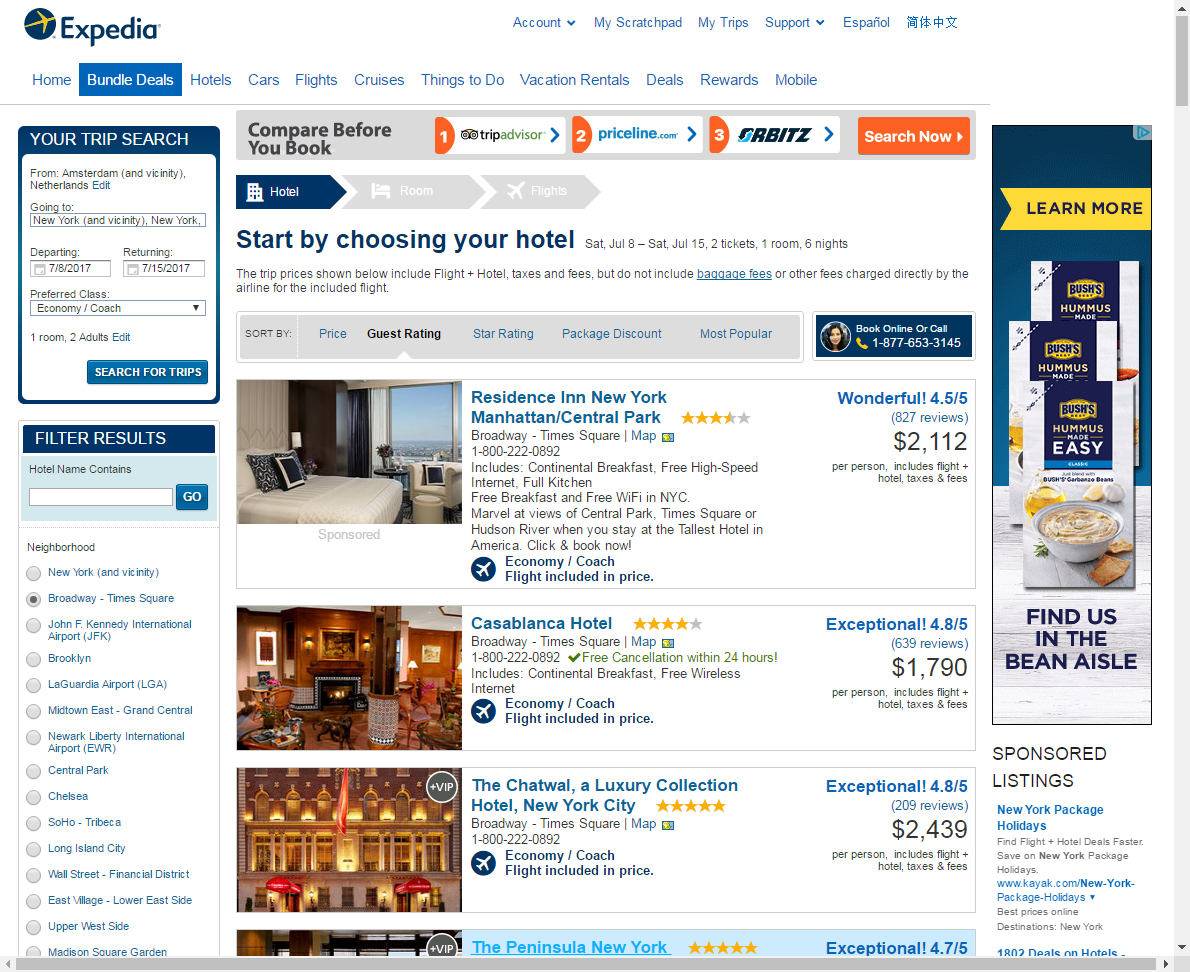 Expedia
Account
My Scratchpad
My Trips
Support
Español
简体中文
Home
Bundle Deals
Hotels
Cars
Flights
Cruises
Things to Do
Vacation Rentals
Deals
Rewards
Mobile
YOUR TRIP SEARCH
From: Amsterdam (and vicinity),
Netherlands Edit
Going to:
New York (and vicinity), New York,
Departing:
Returning:
7/8/2017
7/15/2017
Preferred Class:
Economy / Coach
1 room, 2 Adults Edit
SEARCH FOR TRIPS
FILTER RESULTS
Hotel Name Contains
GO
Neighborhood
New York (and vicinity)
Broadway - Times Square
John F. Kennedy International
Airport (JFK)
Brooklyn
LaGuardia Airport (LGA)
Midtown East - Grand Central
Newark Liberty International
Airport (EWR)
Central Park
Chelsea
SoHo - Tribeca
Long Island City
Wall Street - Financial District
East Village - Lower East Side
Upper West Side
Madison Square Garden
Compare Before
You Book
1 tripadvisor
2 priceline.com
3 ORBITZ
Search Now
Hotel
Room
Flights
Start by choosing your hotel
Sat, Jul 8 – Sat, Jul 15, 2 tickets, 1 room, 6 nights
The trip prices shown below include Flight + Hotel, taxes and fees, but do not include baggage fees or other fees charged directly by the
airline for the included flight.
SORT BY:
Price
Guest Rating
Star Rating
Package Discount
Most Popular
Book Online Or Call
1-877-653-3145
Residence Inn New York
Manhattan/Central Park
Broadway - Times Square | Map
1-800-222-0892
Includes: Continental Breakfast, Free High-Speed
Internet, Full Kitchen
Free Breakfast and Free WiFi in NYC.
Marvel at views of Central Park, Times Square or
Hudson River when you stay at the Tallest Hotel in
America. Click & book now!
Economy / Coach
Flight included in price.
Sponsored
Wonderful! 4.5/5
(827 reviews)
$2,112
per person, includes flight +
hotel, taxes & fees
Casablanca Hotel
Broadway - Times Square | Map
1-800-222-0892 Free Cancellation within 24 hours!
Includes: Continental Breakfast, Free Wireless
Internet
Economy / Coach
Flight included in price.
Exceptional! 4.8/5
(639 reviews)
$1,790
per person, includes flight +
hotel, taxes & fees
+VIP
The Chatwal, a Luxury Collection
Hotel, New York City
Broadway - Times Square | Map
1-800-222-0892
Economy / Coach
Flight included in price.
Exceptional! 4.8/5
(209 reviews)
$2,439
per person, includes flight +
hotel, taxes & fees
+VIP
The Peninsula New York
Exceptional! 4.7/5
LEARN MORE
BUSH'S
BEST
HUMMUS
MADE
BUSH'S
BEST
HUMMUS
MADE
BUSH'S
BEST
HUMMUS
MADE
EASY
CLASSIC
Just blend with
BUSH'S Garbanzo Beans
FIND US
IN THE
BEAN AISLE
SPONSORED
LISTINGS
New York Package
Holidays
Find Flight + Hotel Deals Faster.
Save on New York Package
Holidays.
www.kayak.com/New-York-
Package-Holidays
Best prices online
Destinations: New York
1802 Deals on Hotels -